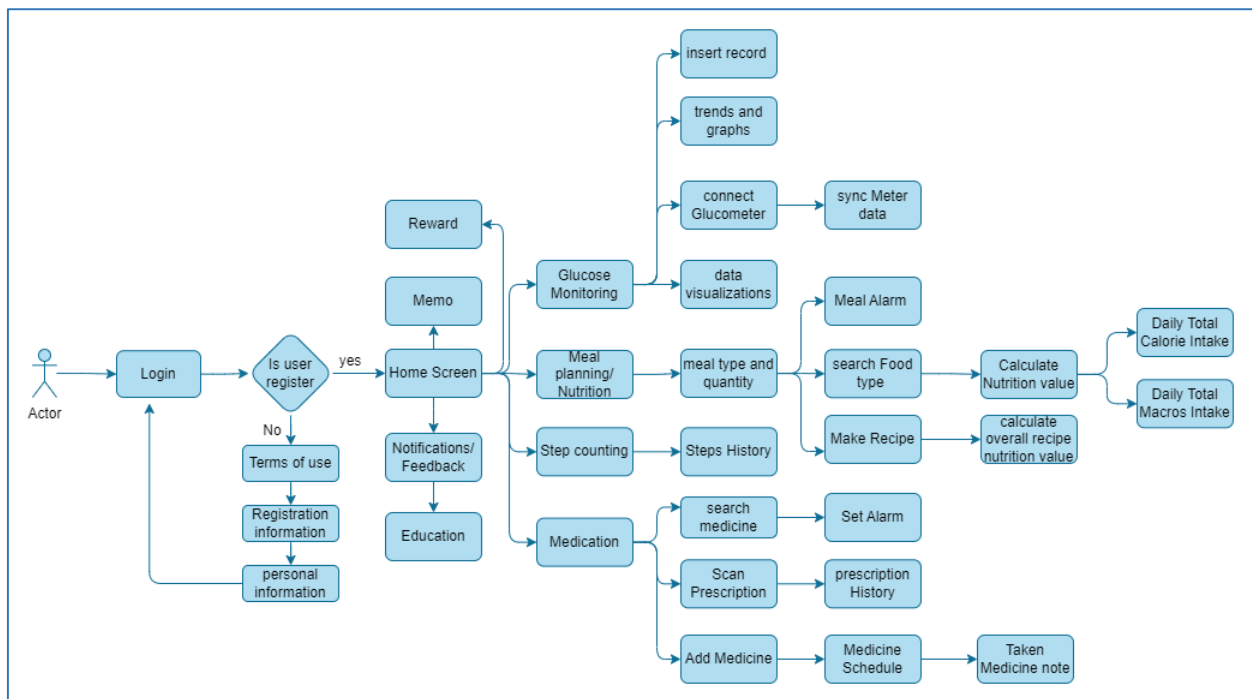 insert record
trends and
graphs
connect
Glucometer
sync Meter
data
Reward
Glucose
Monitoring
data
visualizations
Memo
Meal Alarm
Daily Total
Calorie Intake
Actor
Login
Is user
register
yes
Home Screen
Meal
planning/
Nutrition
meal type and
quantity
search Food
type
Calculate
Nutrition value
Daily Total
Macros Intake
No
Terms of use
Notifications/
Feedback
Step counting
Steps History
Make Recipe
calculate
overall recipe
nutrition value
Registration
information
Education
Medication
search
medicine
Set Alarm
personal
information
Scan
Prescription
prescription
History
Add Medicine
Medicine
Schedule
Taken
Medicine note